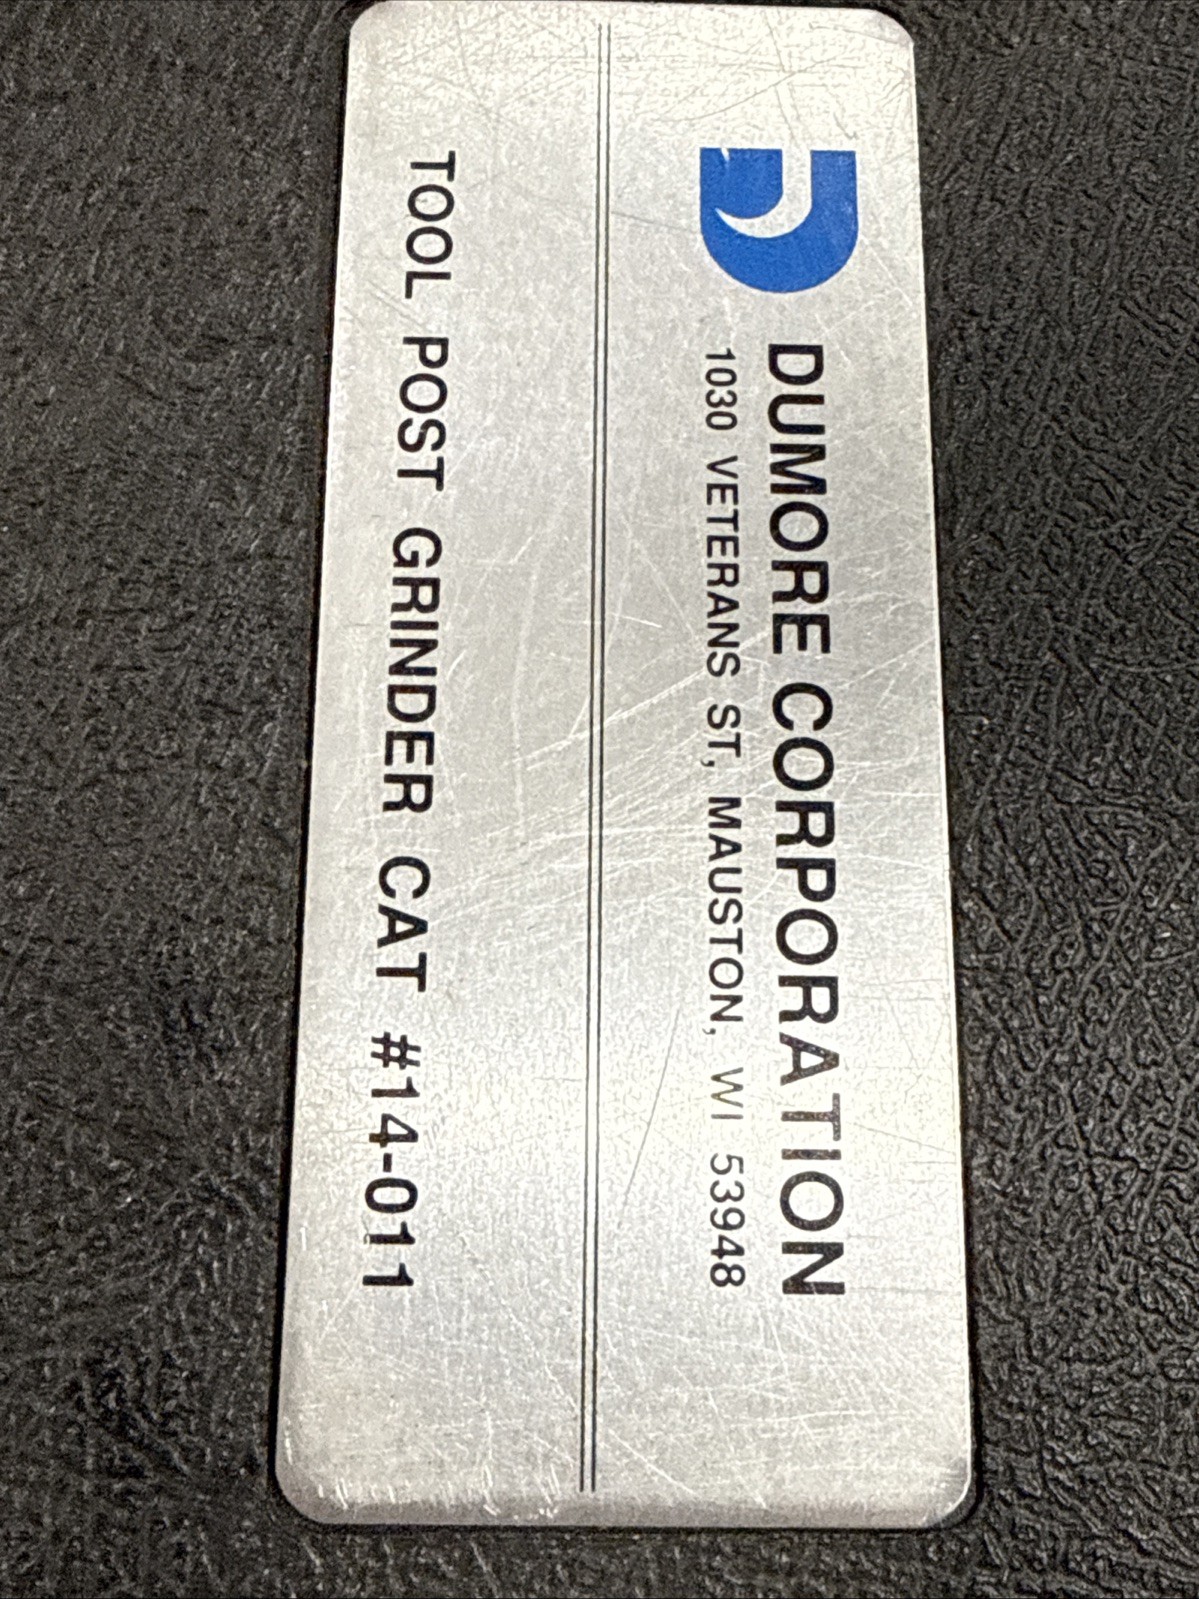 DUMORE CORPORATION
1030 VETERANS ST, MAUSTON, WI 53948
TOOL POST GRINDER CAT #14-011